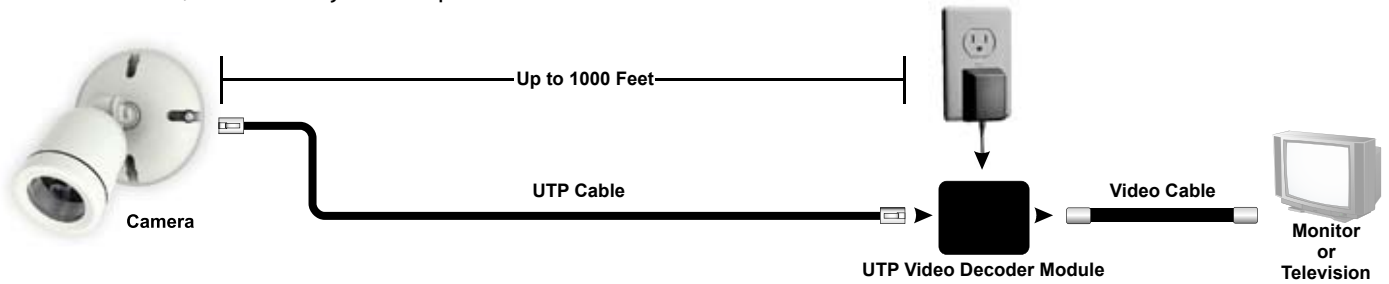 Up to 1000 Feet
UTP Cable
Video Cable
Camera
Monitor
or
Television
UTP Video Decoder Module